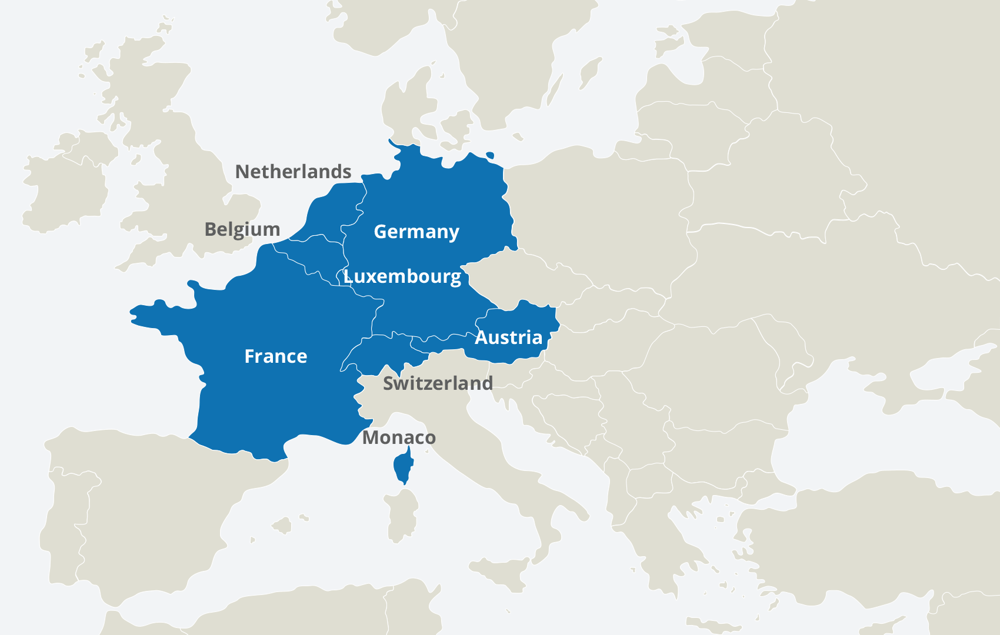 Netherlands
Belgium
Germany
Luxembourg
Austria
France
Switzerland
Monaco